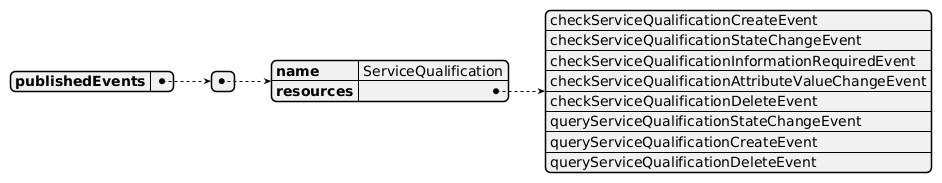 publishedEvents
name ServiceQualification
resources
checkServiceQualificationCreateEvent
checkServiceQualificationStateChangeEvent
checkServiceQualificationInformationRequiredEvent
checkServiceQualificationAttributeValueChangeEvent
checkServiceQualificationDeleteEvent
queryServiceQualificationStateChangeEvent
queryServiceQualificationCreateEvent
queryServiceQualificationDeleteEvent